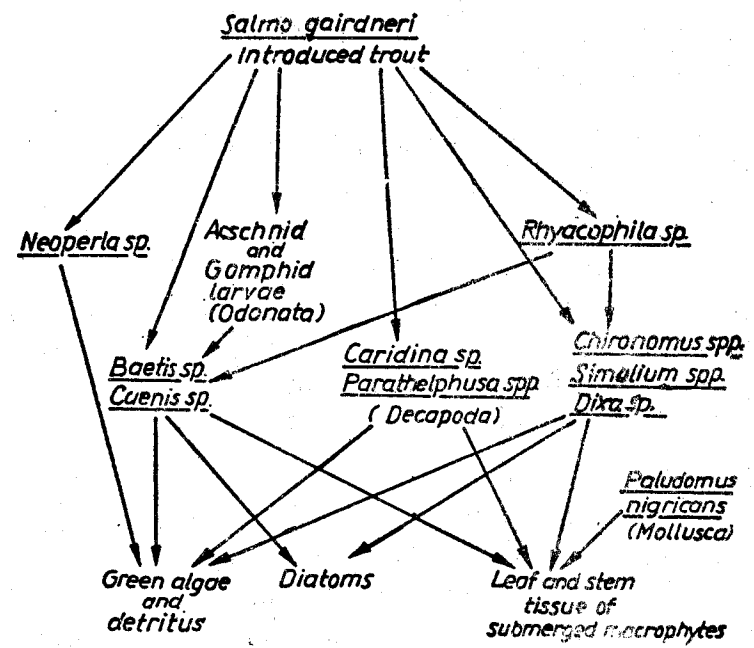 Salmo gairdneri
Introduced trout
Neoperla sp.
Aeschnid
and
Gomphid
larvae
(Odonata)
Rhyacophila sp.
Baetis sp.
Caenis sp.
Caridina sp.
Parathelphusa spp.
(Decapoda)
Chironomus spp.
Simulium spp.
Dixa sp.
Paludomus
nigricans
(Mollusca)
Green algae
and
detritus
Diatoms
Leaf and stem
tissue of
submerged macrophytes